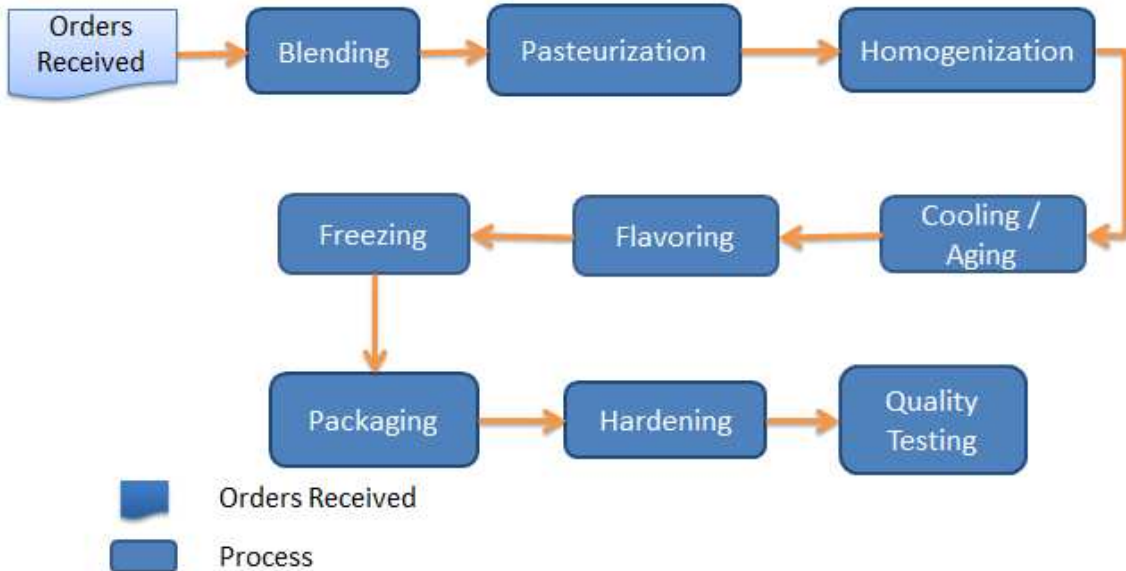 Orders
Received
Blending
Pasteurization
Homogenization
Cooling /
Aging
Flavoring
Freezing
Packaging
Hardening
Quality
Testing
Orders Received
Process